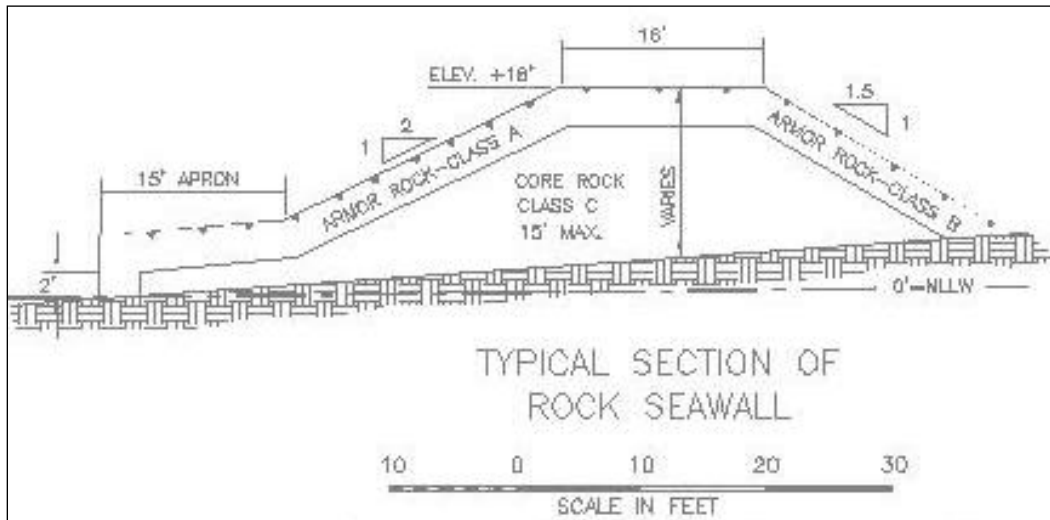 16'
ELEV. +16'
2
1
ARMOR ROCK-CLASS A
1.5
1
ARMOR ROCK-CLASS B
15' APRON
CORE ROCK
CLASS C
15' MAX.
VARIES
2'
0'=MLLW
TYPICAL SECTION OF
ROCK SEAWALL
10 0 10 20 30
SCALE IN FEET